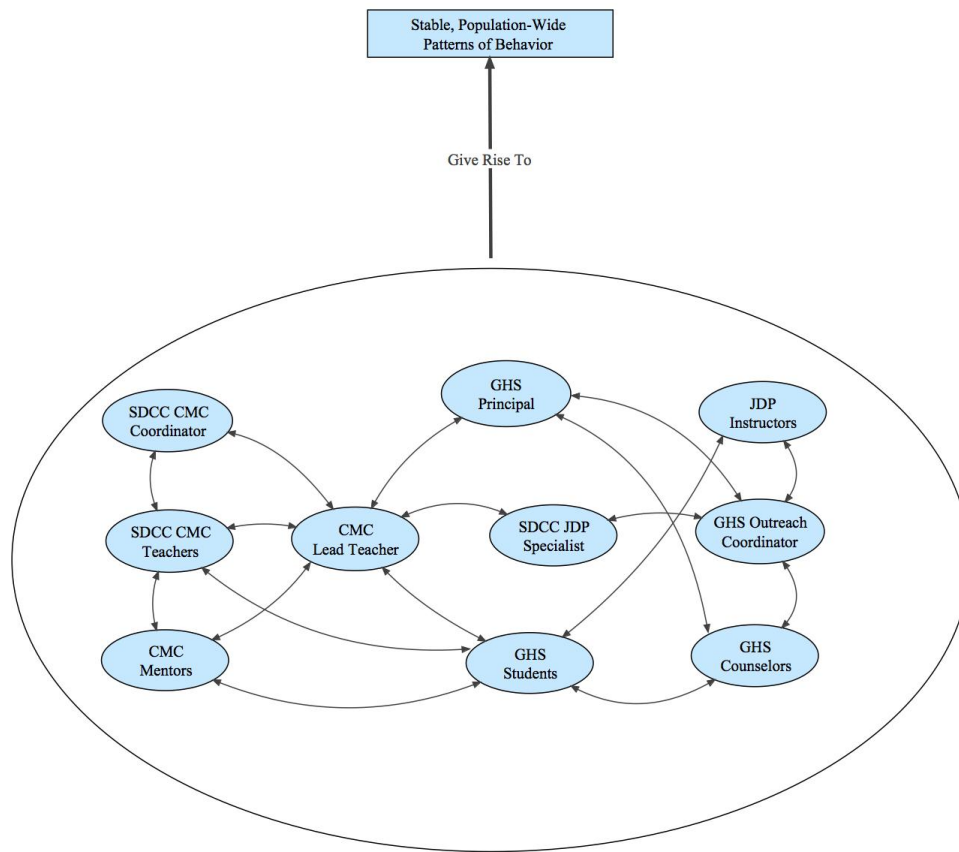 Stable, Population-Wide
Patterns of Behavior
Give Rise To
GHS
Principal
JDP
Instructors
SDCC CMC
Coordinator
SDCC CMC
Teachers
CMC
Lead Teacher
SDCC JDP
Specialist
GHS Outreach
Coordinator
CMC
Mentors
GHS
Students
GHS
Counselors